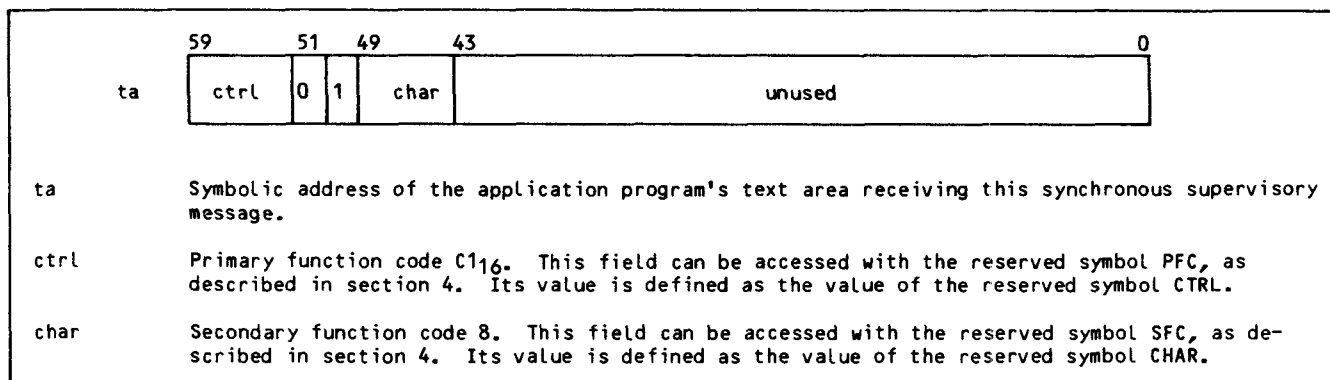 59 51 49 43 0
ta ctrl 0 1 char unused
ta Symbolic address of the application program's text area receiving this synchronous supervisory
message.
ctrl Primary function code C1₁₆. This field can be accessed with the reserved symbol PFC, as
described in section 4. Its value is defined as the value of the reserved symbol CTRL.
char Secondary function code 8. This field can be accessed with the reserved symbol SFC, as de-
scribed in section 4. Its value is defined as the value of the reserved symbol CHAR.